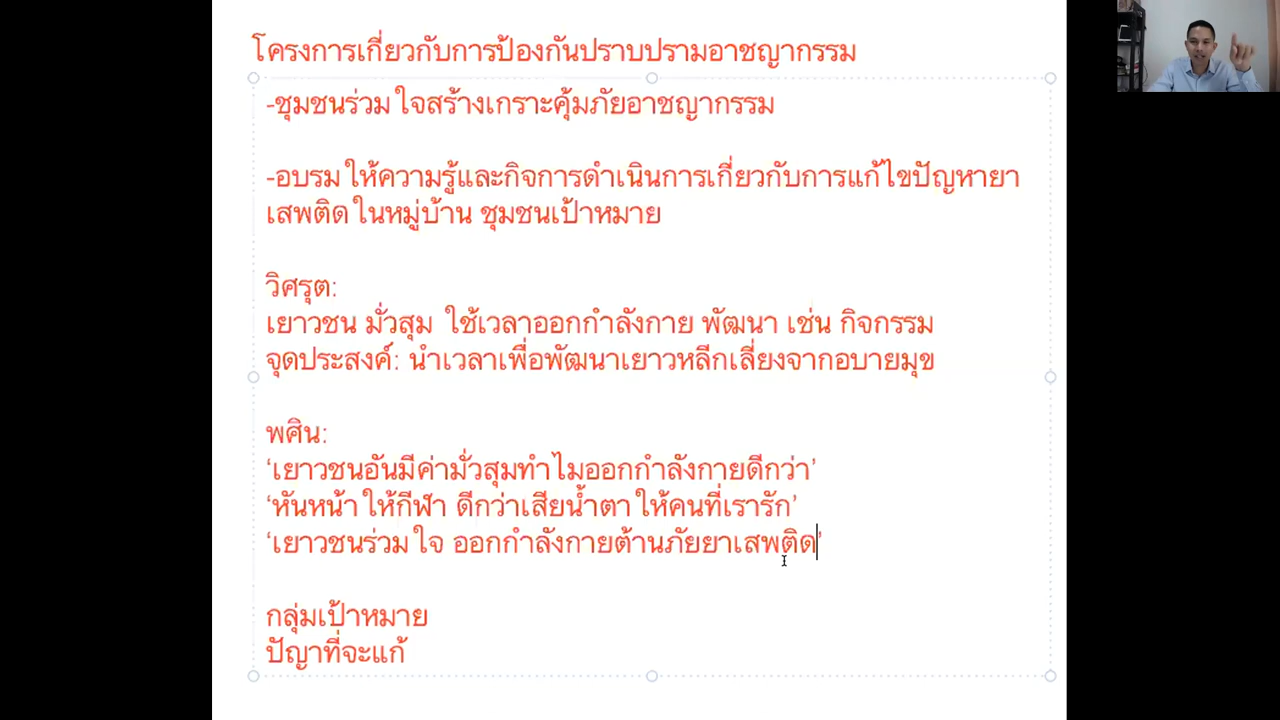 โครงการเกี่ยวกับการป้องกันปราบปรามอาชญากรรม
-ชุมชนร่วมใจสร้างเกราะคุ้มภัยอาชญากรรม
-อบรมให้ความรู้และกิจการดำเนินการเกี่ยวกับการแก้ไขปัญหายา
เสพติดในหมู่บ้าน ชุมชนเป้าหมาย
วิศรุต:
เยาวชน มั่วสุม  ใช้เวลาออกกำลังกาย พัฒนา เช่น กิจกรรม
จุดประสงค์: นำเวลาเพื่อพัฒนาเยาวหลีกเลี่ยงจากอบายมุข
พศิน:
‘เยาวชนอันมีค่ามั่วสุมทำไมออกกำลังกายดีกว่า’
‘หันหน้าให้กีฬา ดีกว่าเสียน้ำตาให้คนที่เรารัก’
‘เยาวชนร่วมใจ ออกกำลังกายต้านภัยยาเสพติด’
กลุ่มเป้าหมาย
ปัญาที่จะแก้